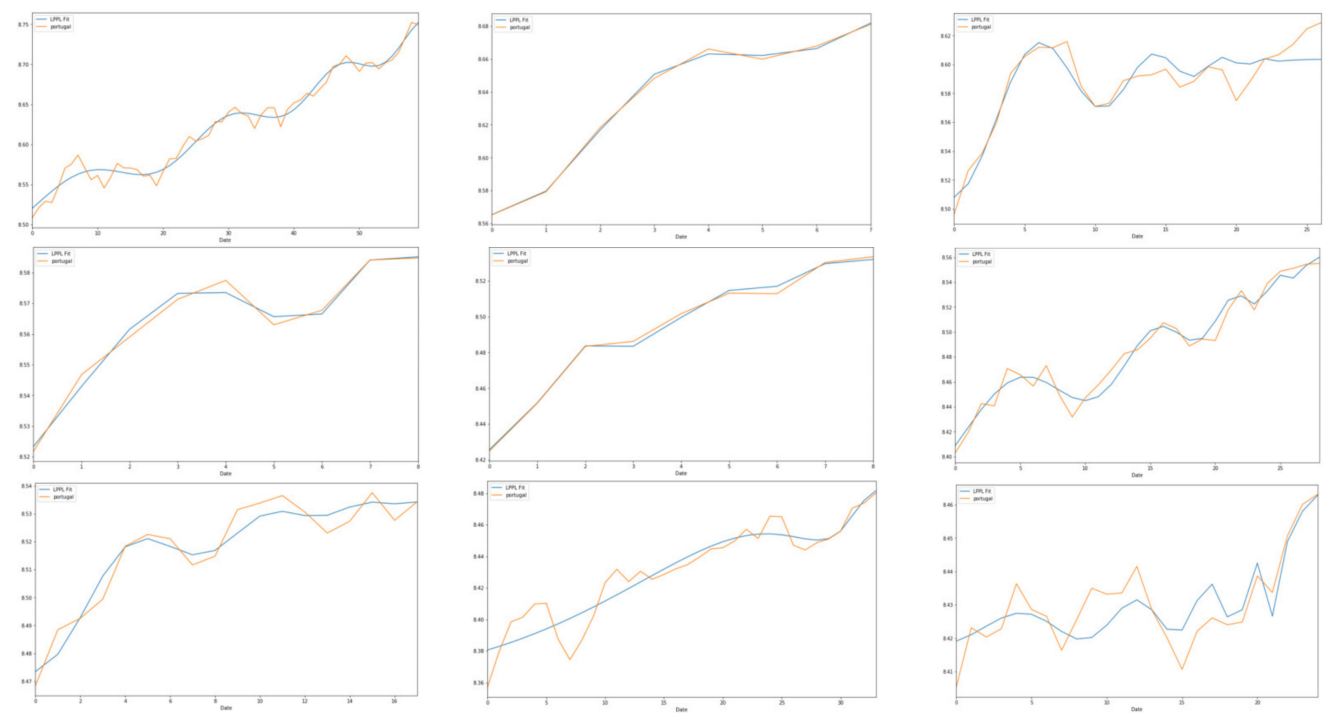 LPPL Fit
portugal
8.75
8.70
8.65
8.60
8.55
8.50
0 10 20 30 40 50
Date
LPPL Fit
portugal
8.68
8.66
8.64
8.62
8.60
8.58
8.56
0 1 2 3 4 5 6 7
Date
LPPL Fit
portugal
8.62
8.60
8.58
8.56
8.54
8.52
8.50
0 5 10 15 20 25
Date
LPPL Fit
portugal
8.58
8.57
8.56
8.55
8.54
8.53
8.52
0 1 2 3 4 5 6 7 8
Date
LPPL Fit
portugal
8.52
8.50
8.48
8.46
8.44
8.42
0 1 2 3 4 5 6 7 8
Date
LPPL Fit
portugal
8.56
8.54
8.52
8.50
8.48
8.46
8.44
8.42
8.40
0 5 10 15 20 25
Date
LPPL Fit
portugal
8.54
8.53
8.52
8.51
8.50
8.49
8.48
8.47
0 2 4 6 8 10 12 14 16
Date
LPPL Fit
portugal
8.48
8.46
8.44
8.42
8.40
8.38
8.36
0 5 10 15 20 25 30
Date
LPPL Fit
portugal
8.46
8.45
8.44
8.43
8.42
8.41
0 5 10 15 20
Date